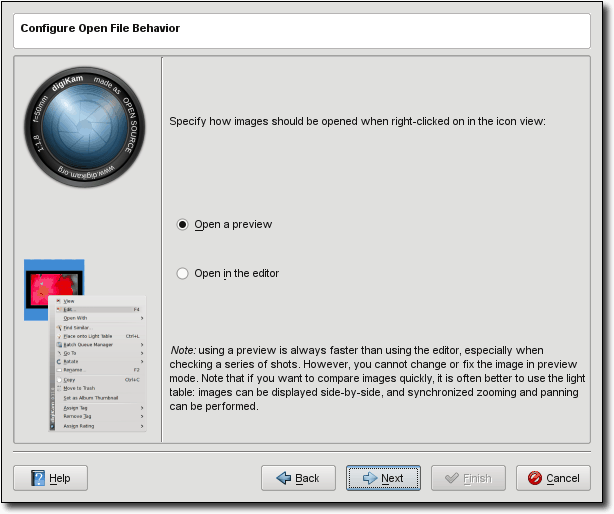 Configure Open File Behavior
digiKam made as OPEN SOURCE www.digikam.org 1:1,8 f=50mm
Specify how images should be opened when right-clicked on in the icon view:
Open a preview
Open in the editor
View
Edit... F4
Open With
Find Similar...
Place onto Light Table Ctrl+L
Batch Queue Manager
Go To
Rotate
Rename... F2
Copy Ctrl+C
Move to Trash
Set as Album Thumbnail
Assign Tag
Remove Tag
Assign Rating
Note: using a preview is always faster than using the editor, especially when
checking a series of shots. However, you cannot change or fix the image in preview
mode. Note that if you want to compare images quickly, it is often better to use the light
table: images can be displayed side-by-side, and synchronized zooming and panning
can be performed.
Help
Back
Next
Finish
Cancel